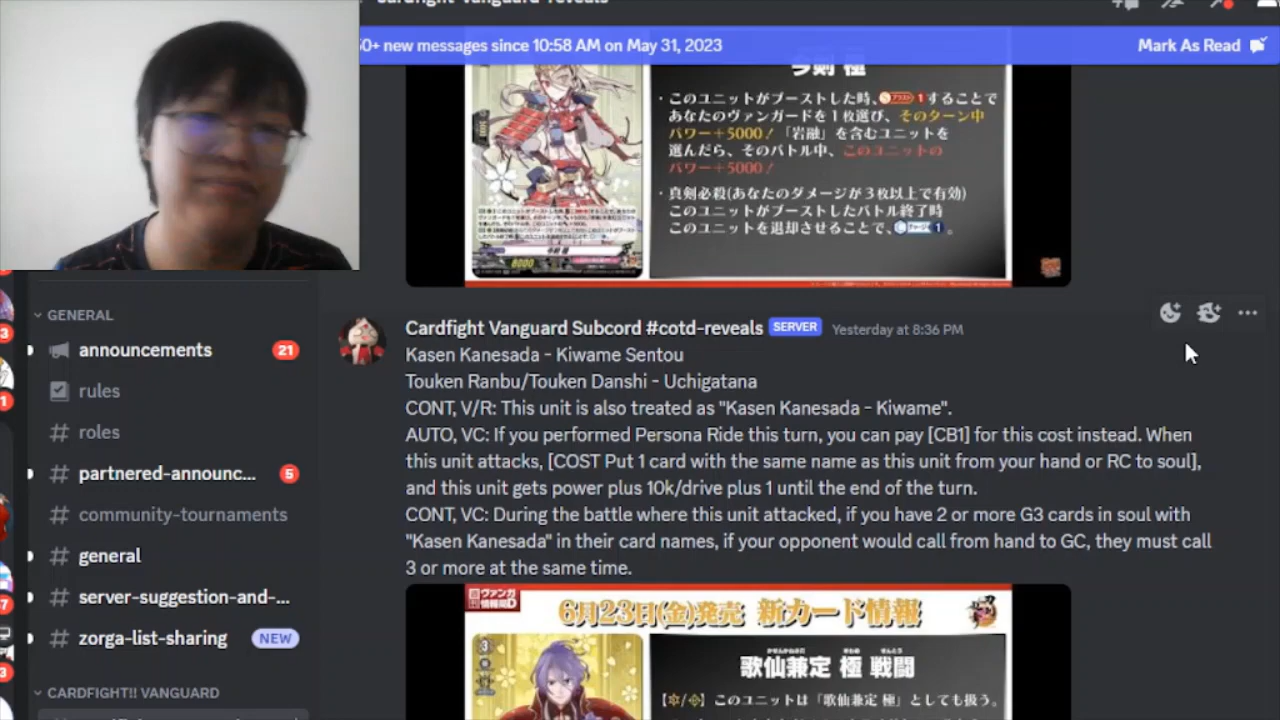 50+ new messages since 10:58 AM on May 31, 2023
Mark As Read
・このユニットがブーストした時、 1することで
あなたのヴァンガードを１枚選び、そのターン中
パワー＋5000！「岩融」を含むユニットを
選んだら、そのバトル中、このユニットの
パワー＋5000！
・真剣必殺(あなたのダメージが３枚以上で有効)
このユニットがブーストしたバトル終了時
このユニットを退却させることで、 1。
GENERAL
announcements 21
rules
roles
partnered-announc... 5
community-tournaments
general
server-suggestion-and-...
zorga-list-sharing NEW
CARDFIGHT!! VANGUARD
Cardfight Vanguard Subcord #cotd-reveals SERVER Yesterday at 8:36 PM
Kasen Kanesada - Kiwame Sentou
Touken Ranbu/Touken Danshi - Uchigatana
CONT, V/R: This unit is also treated as "Kasen Kanesada - Kiwame".
AUTO, VC: If you performed Persona Ride this turn, you can pay [CB1] for this cost instead. When
this unit attacks, [COST Put 1 card with the same name as this unit from your hand or RC to soul],
and this unit gets power plus 10k/drive plus 1 until the end of the turn.
CONT, VC: During the battle where this unit attacked, if you have 2 or more G3 cards in soul with
"Kasen Kanesada" in their card names, if your opponent would call from hand to GC, they must call
3 or more at the same time.
6月23日(金)発売 新カード情報
歌仙兼定 極 戦闘
このユニットは「歌仙兼定 極」としても扱う。